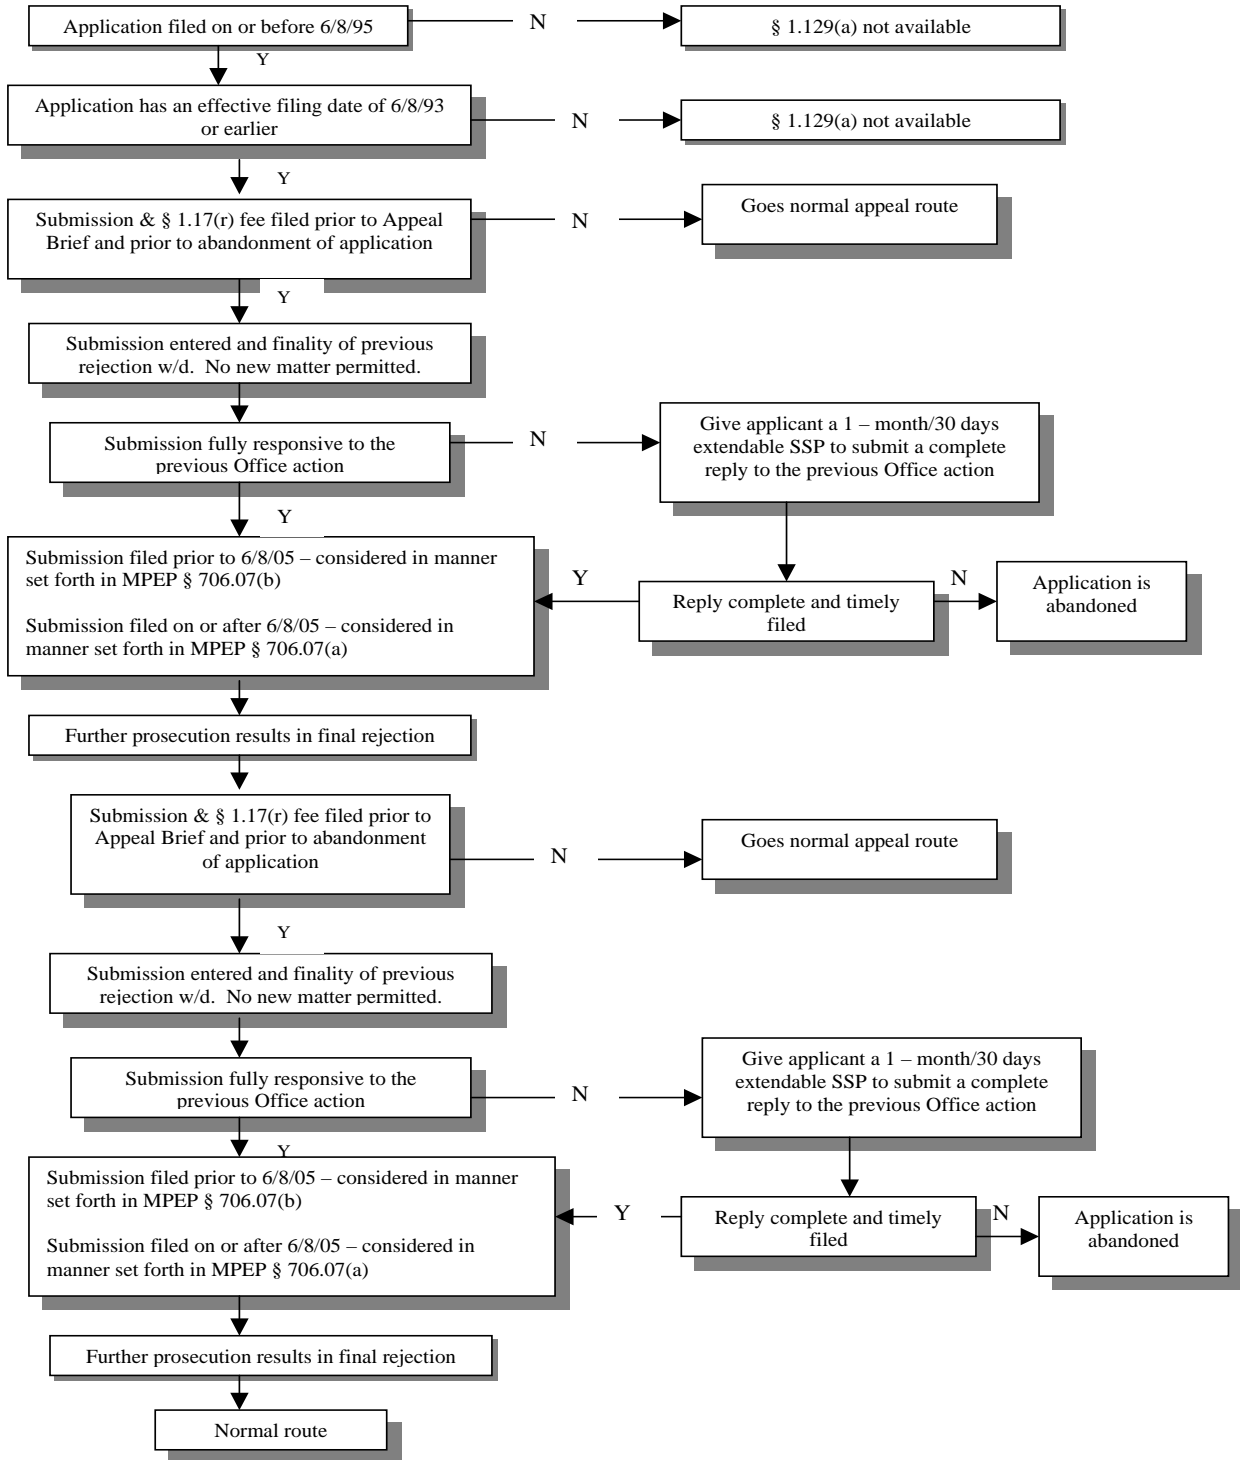 Application filed on or before 6/8/95
N
§ 1.129(a) not available
Y
Application has an effective filing date of 6/8/93
or earlier
N
§ 1.129(a) not available
Y
Submission & § 1.17(r) fee filed prior to Appeal
Brief and prior to abandonment of application
N
Goes normal appeal route
Y
Submission entered and finality of previous
rejection w/d. No new matter permitted.
Submission fully responsive to the
previous Office action
N
Give applicant a 1 – month/30 days
extendable SSP to submit a complete
reply to the previous Office action
Y
Submission filed prior to 6/8/05 – considered in manner
set forth in MPEP § 706.07(b)
Submission filed on or after 6/8/05 – considered in
manner set forth in MPEP § 706.07(a)
Y
Reply complete and timely
filed
N
Application is
abandoned
Further prosecution results in final rejection
Submission & § 1.17(r) fee filed prior to
Appeal Brief and prior to abandonment
of application
N
Goes normal appeal route
Y
Submission entered and finality of previous
rejection w/d. No new matter permitted.
Submission fully responsive to the
previous Office action
N
Give applicant a 1 – month/30 days
extendable SSP to submit a complete
reply to the previous Office action
Y
Submission filed prior to 6/8/05 – considered in manner
set forth in MPEP § 706.07(b)
Submission filed on or after 6/8/05 – considered in
manner set forth in MPEP § 706.07(a)
Y
Reply complete and timely
filed
N
Application is
abandoned
Further prosecution results in final rejection
Normal route